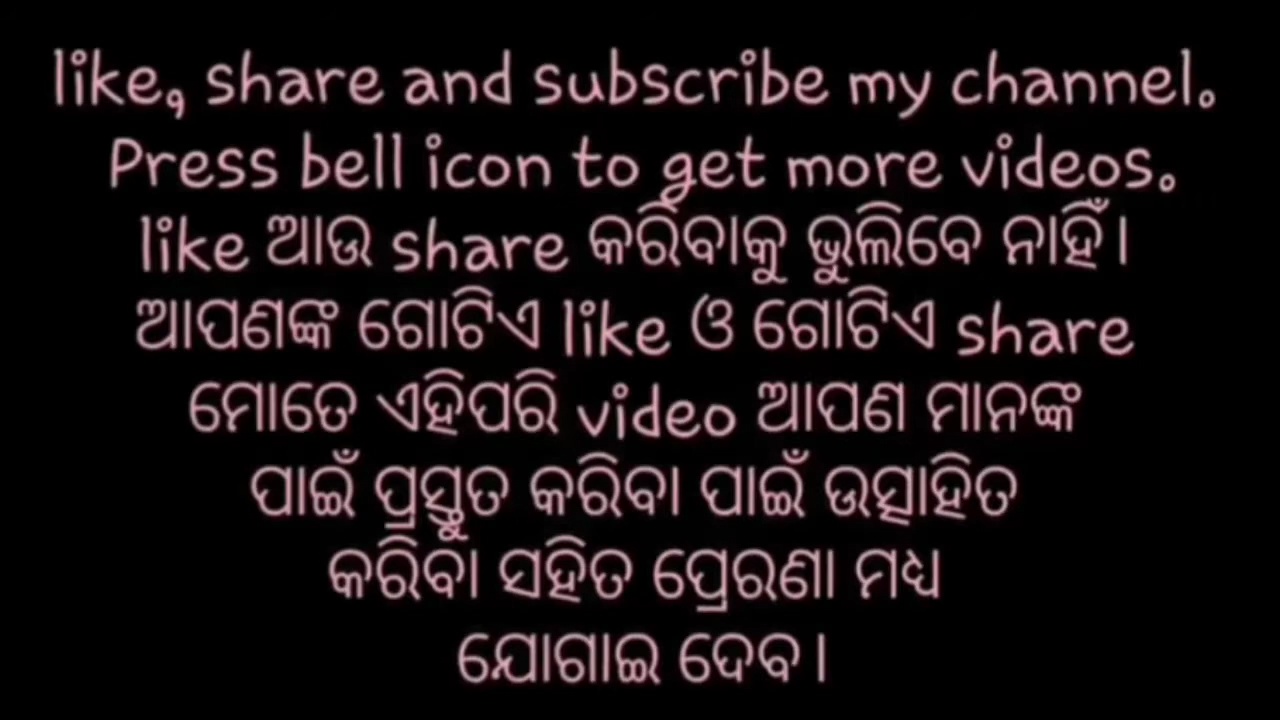 like, share and subscribe my channel.
Press bell icon to get more videos.
like ଆଉ share କରିବାକୁ ଭୁଲିବେ ନାହିଁ।
ଆପଣଙ୍କ ଗୋଟିଏ like ଓ ଗୋଟିଏ share
ମୋତେ ଏହିପରି video ଆପଣ ମାନଙ୍କ
ପାଇଁ ପ୍ରସ୍ତୁତ କରିବା ପାଇଁ ଉତ୍ସାହିତ
କରିବା ସହିତ ପ୍ରେରଣା ମଧ୍ୟ
ଯୋଗାଇ ଦେବ।